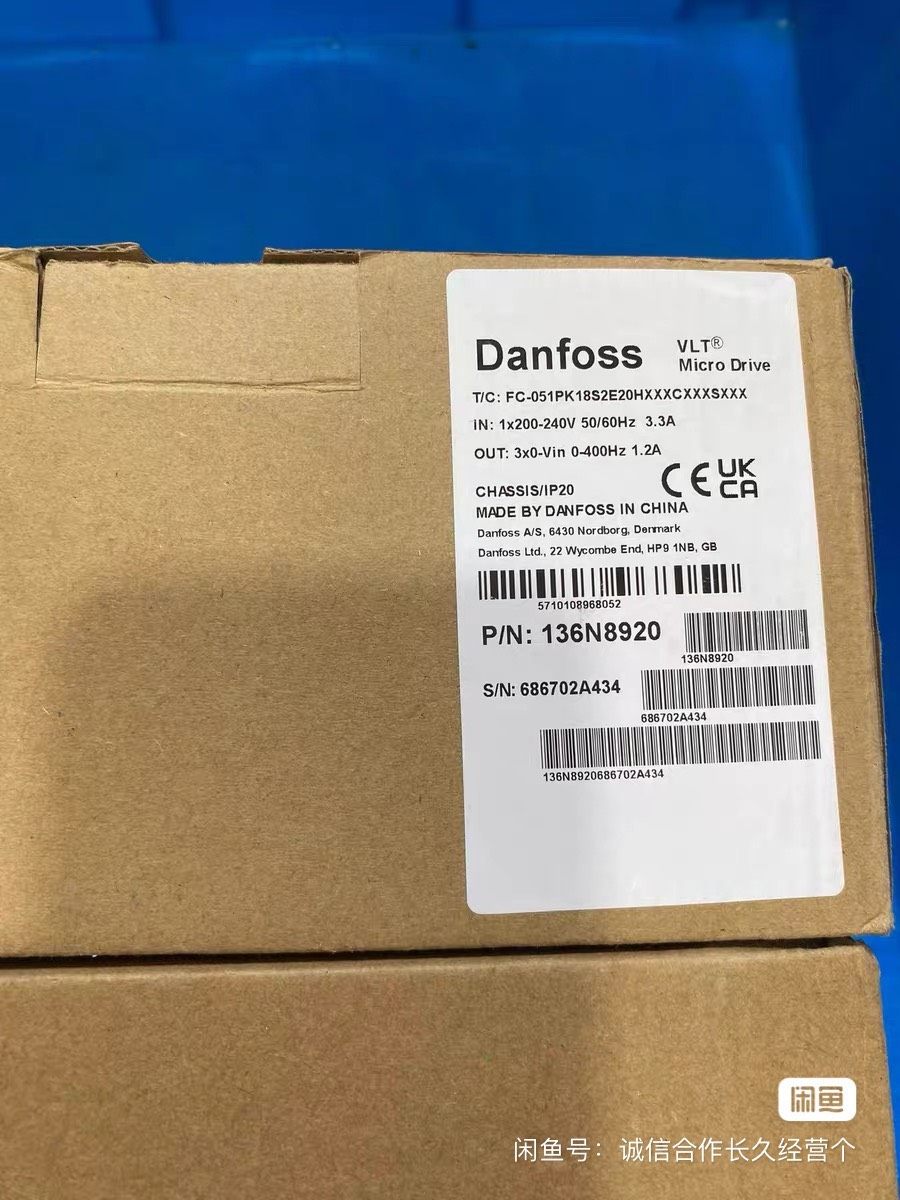 Danfoss
VLT®
Micro Drive
T/C: FC-051PK18S2E20HXXXCXXXSXXX
iN: 1x200-240V 50/60Hz 3.3A
OUT: 3x0-Vin 0-400Hz 1.2A
CHASSIS/IP20
CE UK
CA
MADE BY DANFOSS IN CHINA
Danfoss A/S, 6430 Nordborg, Denmark
Danfoss Ltd., 22 Wycombe End, HP9 1NB, GB
5710108968052
P/N: 136N8920
136N8920
S/N: 686702A434
686702A434
136N8920686702A434
闲鱼
闲鱼号：诚信合作长久经营个